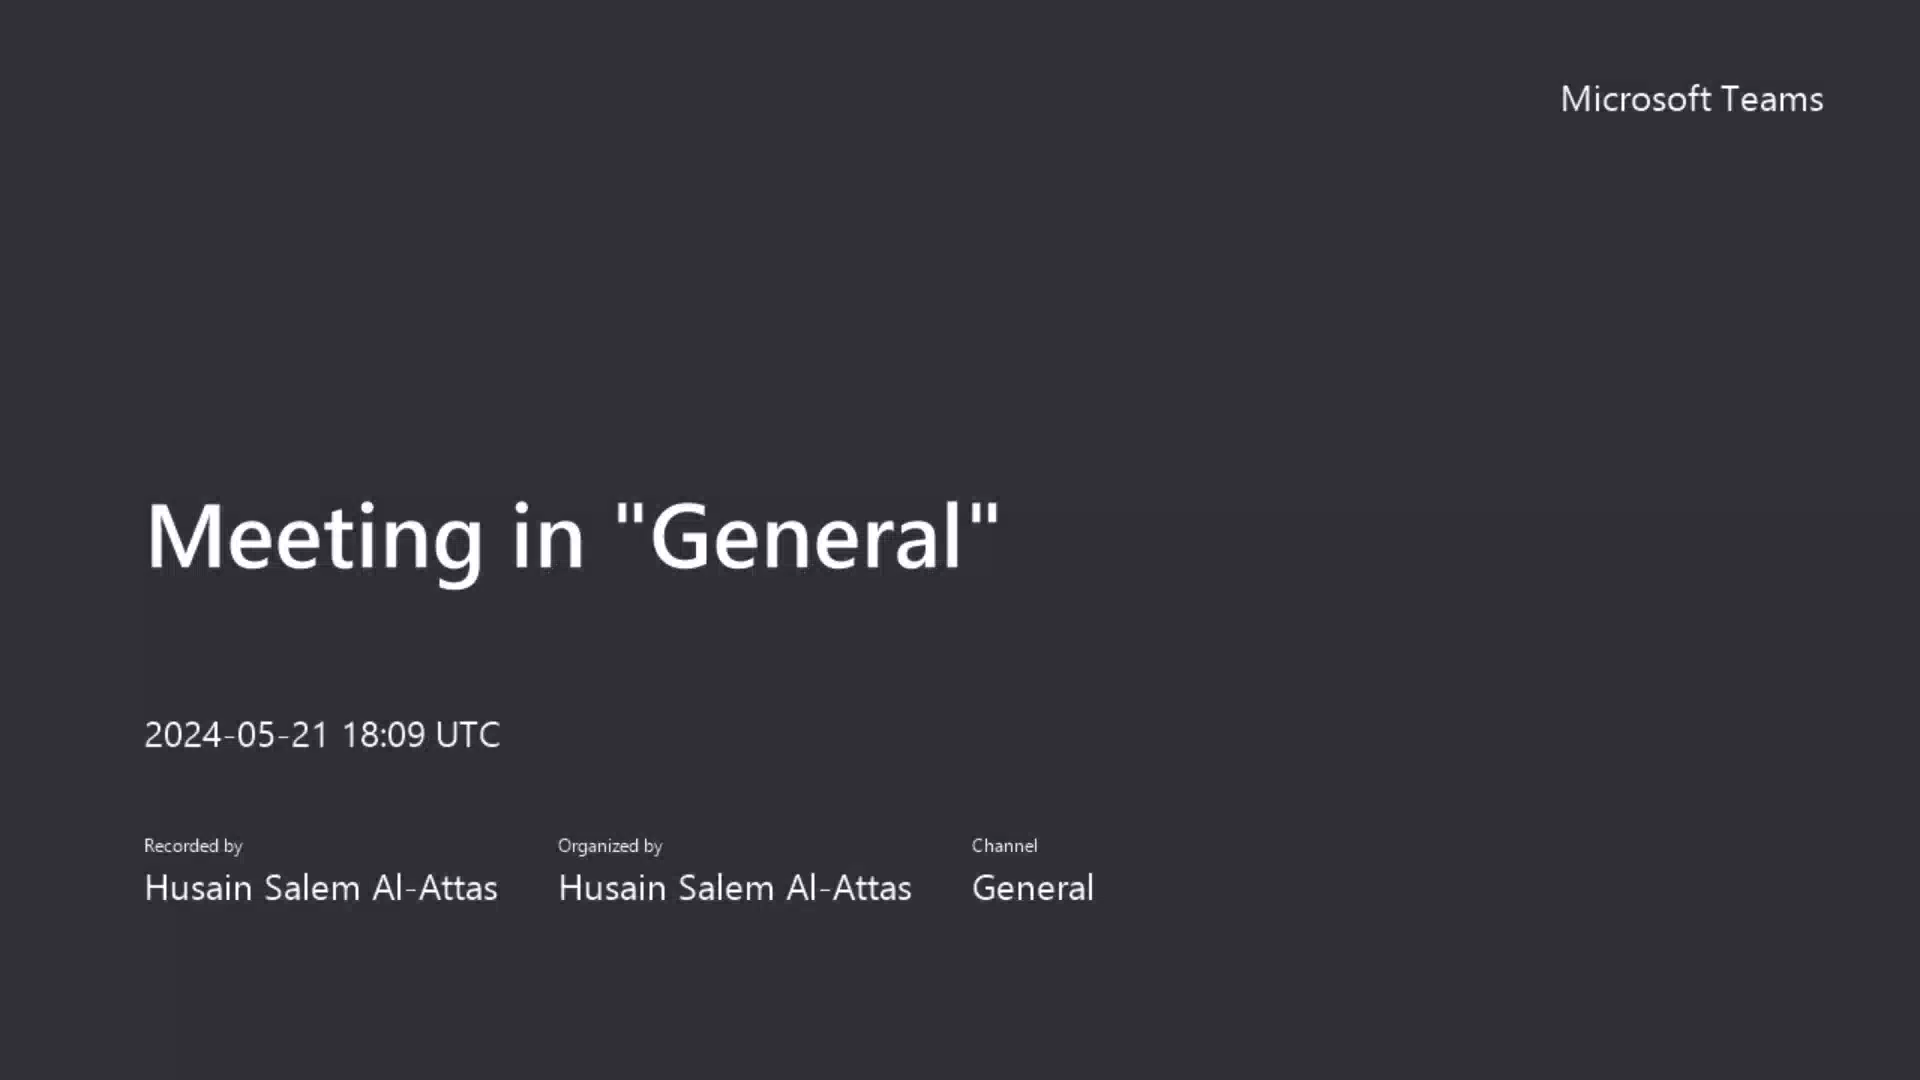 Microsoft Teams
Meeting in "General"
2024-05-21 18:09 UTC
Recorded by
Husain Salem Al-Attas
Organized by
Husain Salem Al-Attas
Channel
General